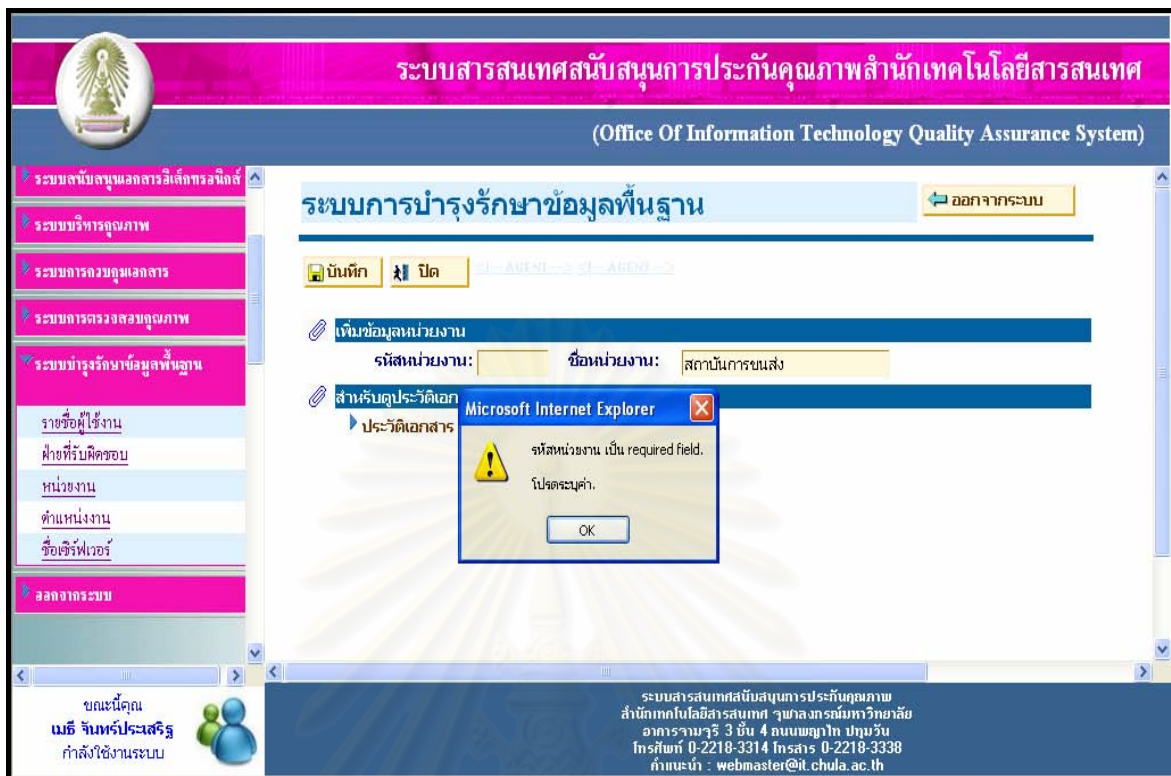 ระบบสารสนเทศสนับสนุนการประกันคุณภาพสำนักเทคโนโลยีสารสนเทศ
(Office Of Information Technology Quality Assurance System)
ระบบสนับสนุนเอกสารอิเล็กทรอนิกส์
ระบบบริหารคุณภาพ
ระบบการควบคุมเอกสาร
ระบบการตรวจสอบคุณภาพ
ระบบบำรุงรักษาข้อมูลพื้นฐาน
รายชื่อผู้ใช้งาน
ฝ่ายที่รับผิดชอบ
หน่วยงาน
ตำแหน่งงาน
ชื่อเซิร์ฟเวอร์
ออกจากระบบ
ระบบการบำรุงรักษาข้อมูลพื้นฐาน
ออกจากระบบ
บันทึก ปิด <!-- AGENT --> <!-- AGENT -->
เพิ่มข้อมูลหน่วยงาน
รหัสหน่วยงาน: ชื่อหน่วยงาน: สถาบันการขนส่ง
สำหรับดูประวัติเอก
ประวัติเอกสาร
Microsoft Internet Explorer
รหัสหน่วยงาน เป็น required field.
โปรดระบุค่า.
OK
ขณะนี้คุณ
เมธี จันทร์ประเสริฐ
กำลังใช้งานระบบ
ระบบสารสนเทศสนับสนุนการประกันคุณภาพ
สำนักเทคโนโลยีสารสนเทศ จุฬาลงกรณ์มหาวิทยาลัย
อาคารจามจุรี 3 ชั้น 4 ถนนพญาไท ปทุมวัน
โทรศัพท์ 0-2218-3314 โทรสาร 0-2218-3338
คำแนะนำ : webmaster@it.chula.ac.th